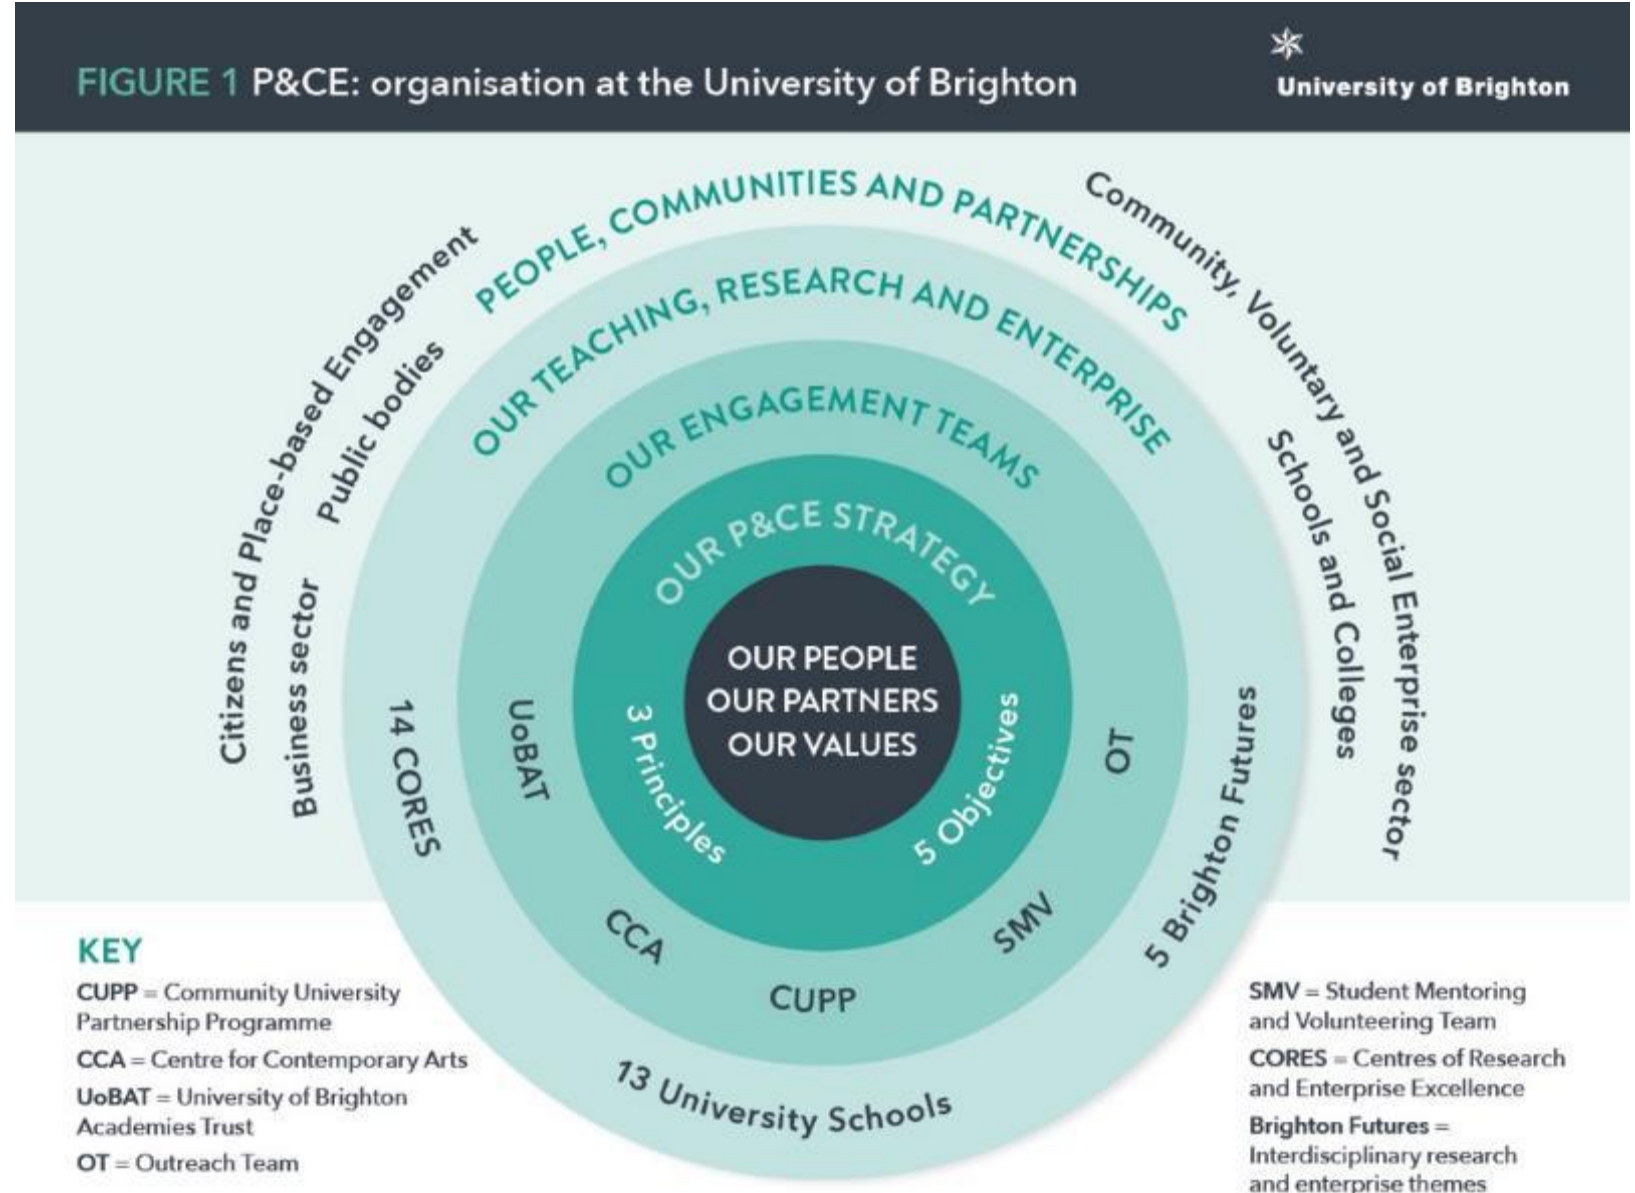 FIGURE 1 P&CE: organisation at the University of Brighton
University of Brighton
PEOPLE, COMMUNITIES AND PARTNERSHIPS
Citizens and Place-based Engagement
Public bodies
Business sector
Community, Voluntary and Social Enterprise sector
Schools and Colleges
OUR TEACHING, RESEARCH AND ENTERPRISE
14 CORES
13 University Schools
5 Brighton Futures
OUR ENGAGEMENT TEAMS
UoBAT
CCA
CUPP
SMV
OT
OUR P&CE STRATEGY
3 Principles
5 Objectives
OUR PEOPLE
OUR PARTNERS
OUR VALUES
KEY
CUPP = Community University
Partnership Programme
CCA = Centre for Contemporary Arts
UoBAT = University of Brighton
Academies Trust
OT = Outreach Team
SMV = Student Mentoring
and Volunteering Team
CORES = Centres of Research
and Enterprise Excellence
Brighton Futures =
Interdisciplinary research
and enterprise themes